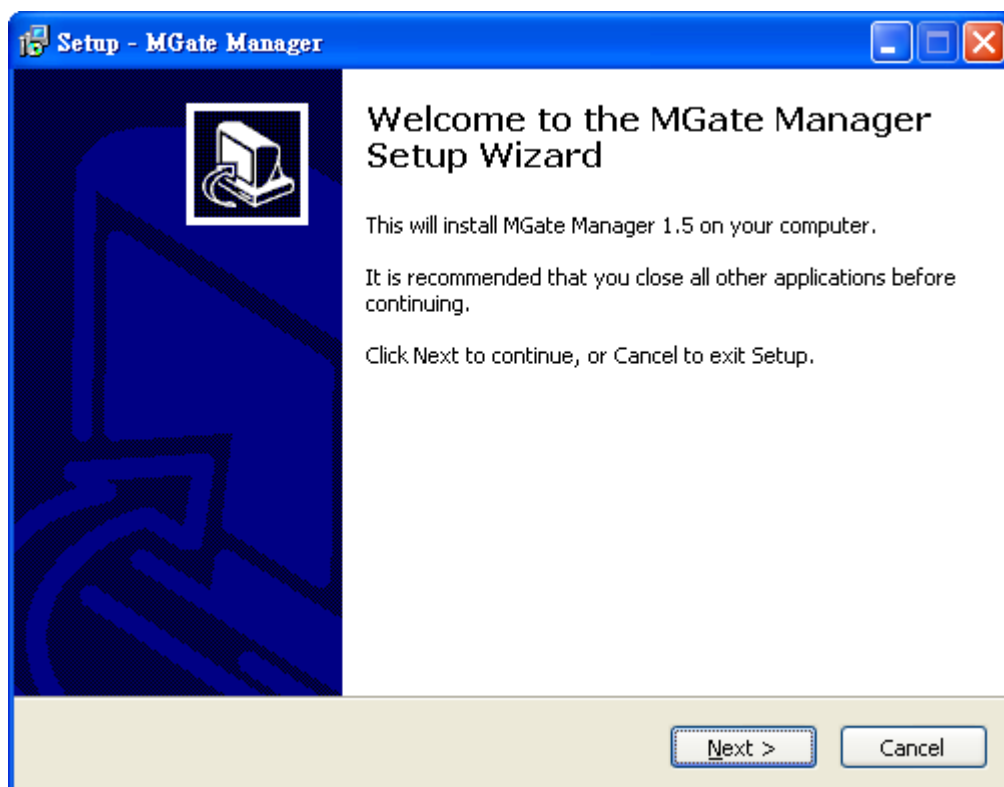 Setup - MGate Manager
Welcome to the MGate Manager
Setup Wizard
This will install MGate Manager 1.5 on your computer.
It is recommended that you close all other applications before
continuing.
Click Next to continue, or Cancel to exit Setup.
Next >
Cancel